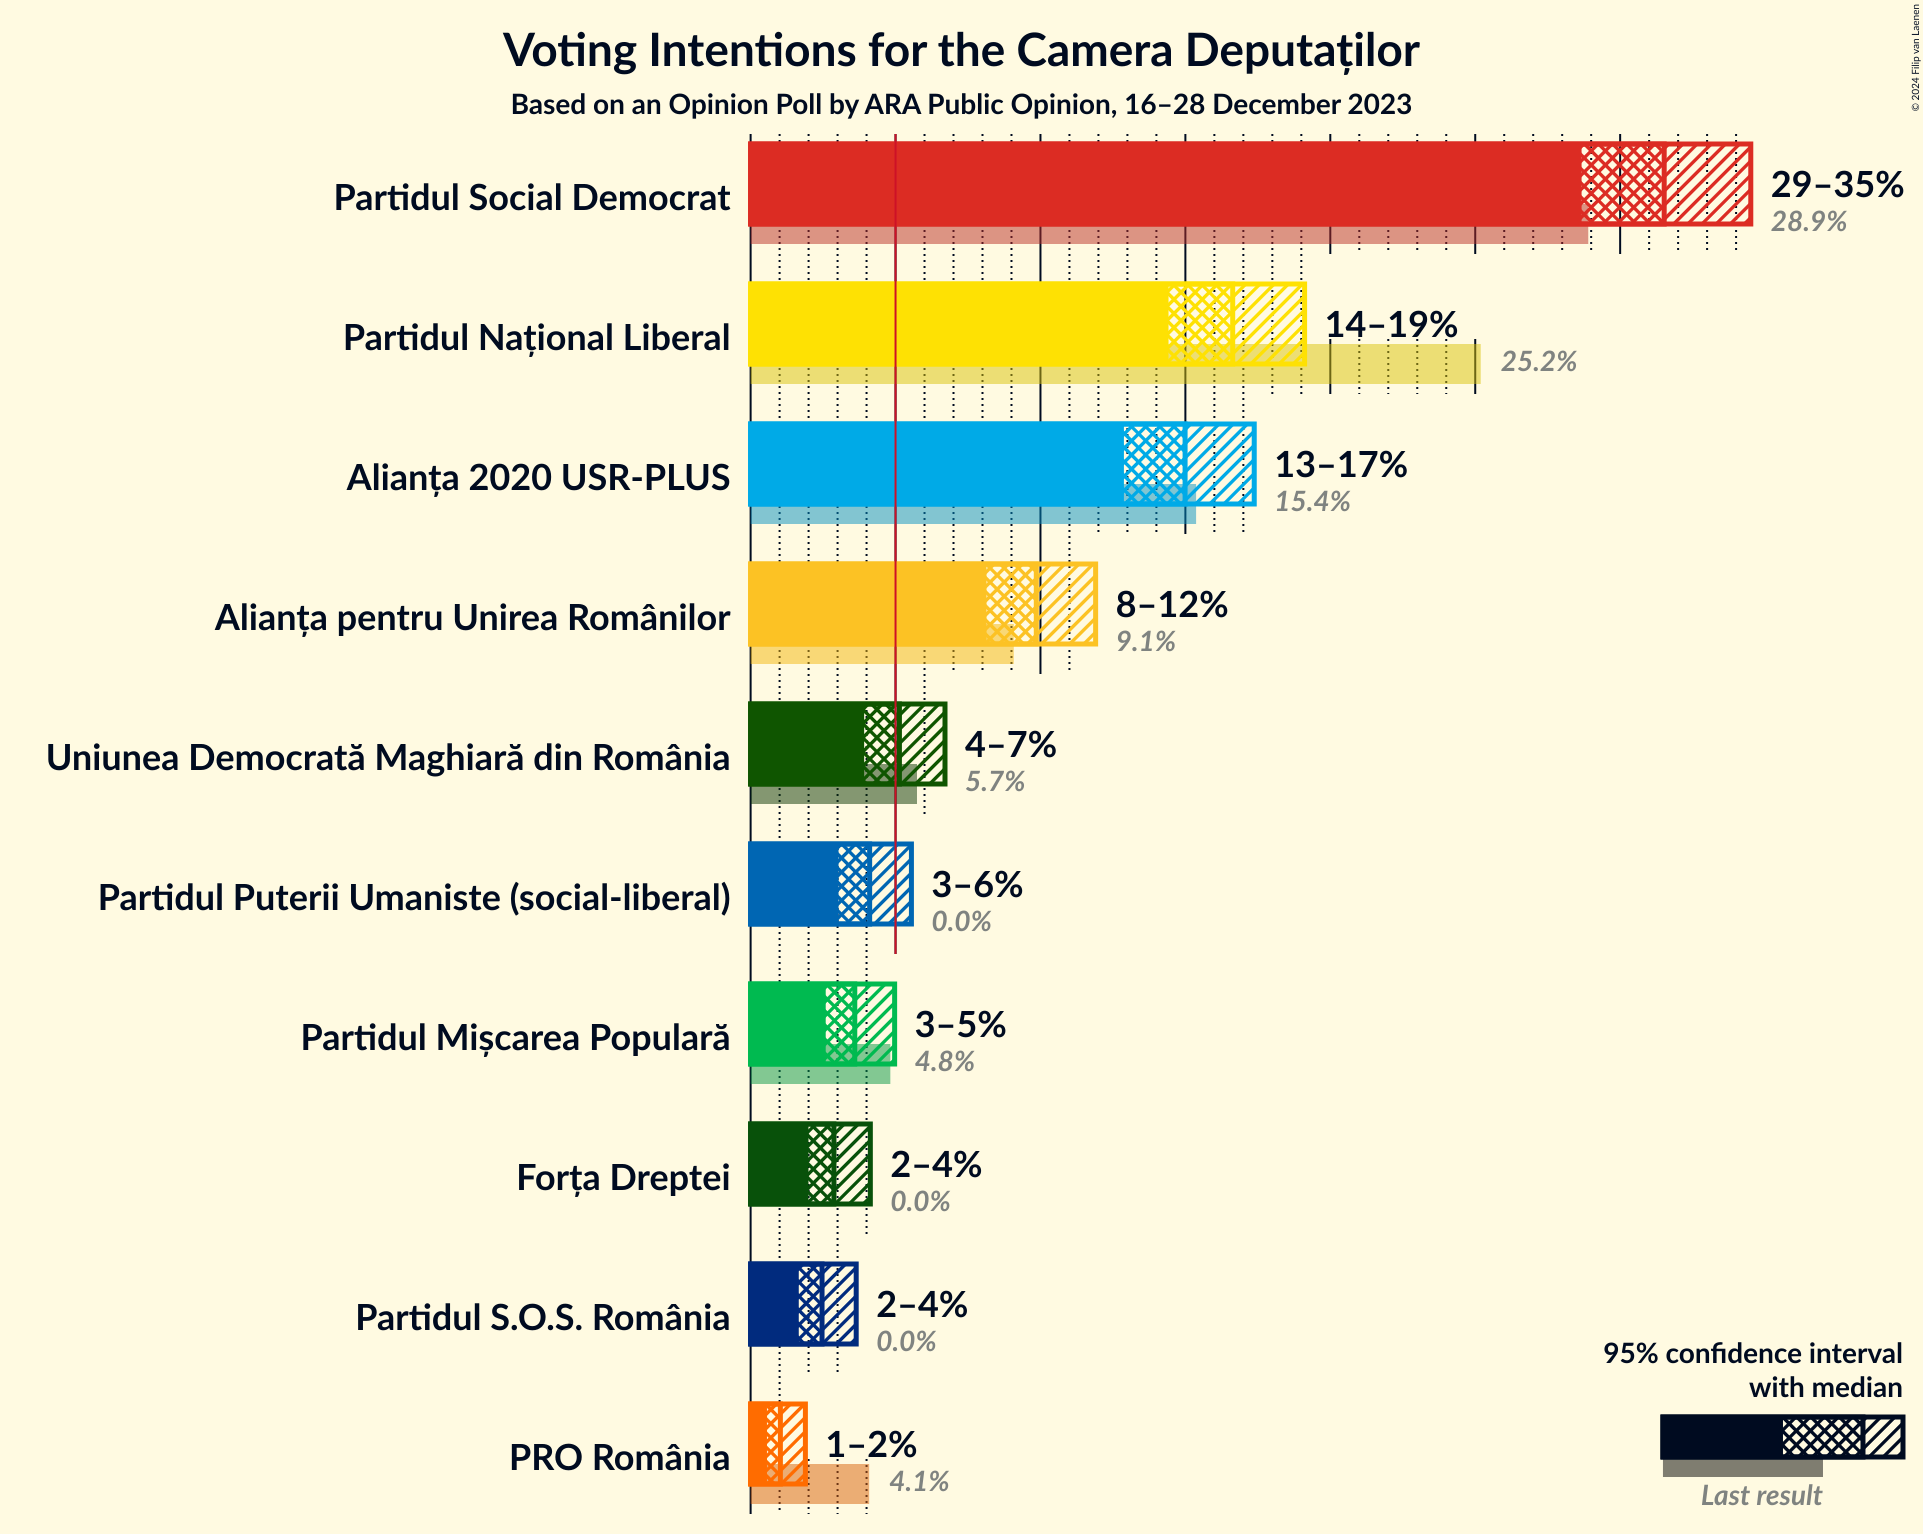 Voting Intentions for the Camera Deputaților
Based on an Opinion Poll by ARA Public Opinion, 16–28 December 2023
© 2024 Filip van Laenen
Partidul Social Democrat
29–35%
28.9%
Partidul Național Liberal
14–19%
25.2%
Alianța 2020 USR-PLUS
13–17%
15.4%
Alianța pentru Unirea Românilor
8–12%
9.1%
Uniunea Democrată Maghiară din România
4–7%
5.7%
Partidul Puterii Umaniste (social-liberal)
3–6%
0.0%
Partidul Mișcarea Populară
3–5%
4.8%
Forța Dreptei
2–4%
0.0%
Partidul S.O.S. România
2–4%
0.0%
PRO România
1–2%
4.1%
95% confidence interval
with median
Last result